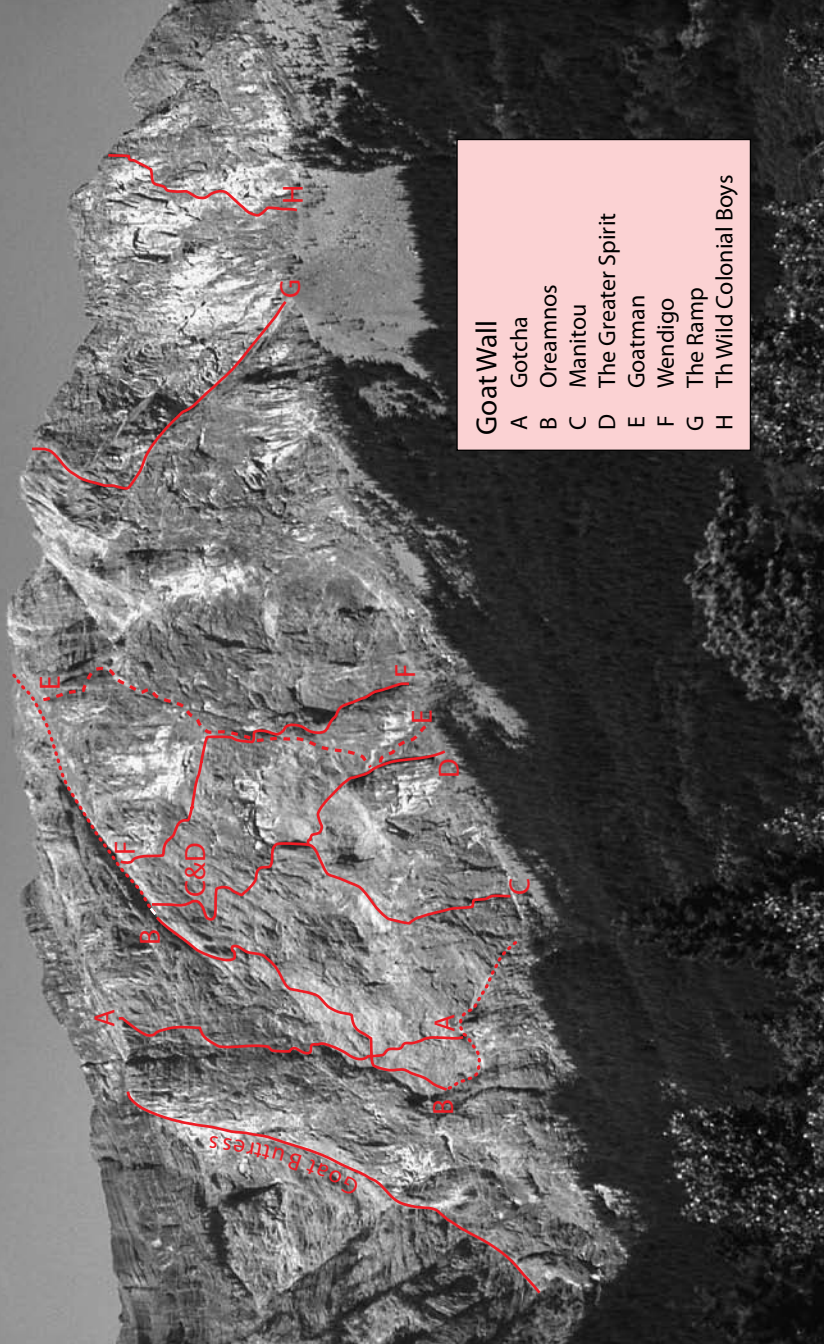 Goat Wall
A Gotcha
B Oreamnos
C Manitou
D The Greater Spirit
E Goatman
F Wendigo
G The Ramp
H Th Wild Colonial Boys
Goat Buttress
A
B
B
A
C&D
C
F
D
E
E
F
G
H